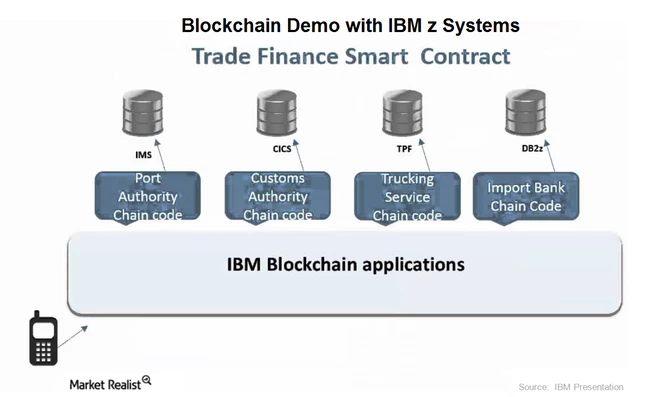 Blockchain Demo with IBM z Systems
Trade Finance Smart Contract
IMS
CICS
TPF
DB2z
Port
Authority
Chain code
Customs
Authority
Chain code
Trucking
Service
Chain code
Import Bank
Chain Code
IBM Blockchain applications
Market Realist
Source: IBM Presentation